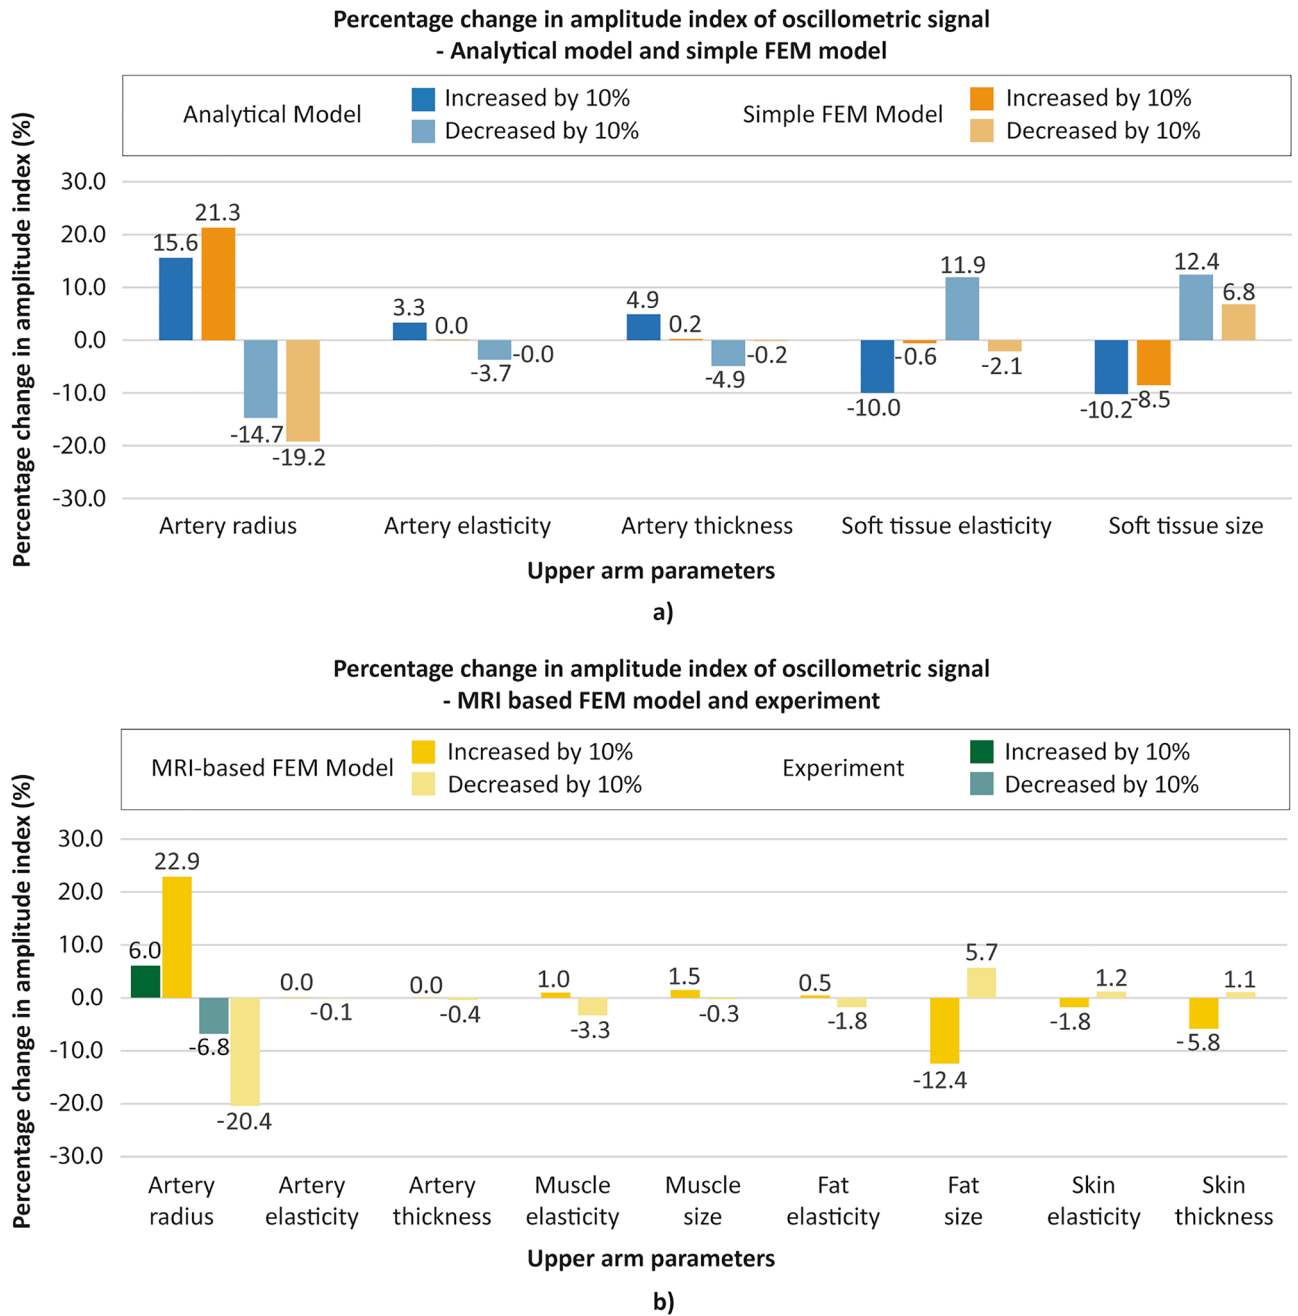 Percentage change in amplitude index of oscillometric signal
- Analytical model and simple FEM model
Analytical Model
Increased by 10%
Decreased by 10%
Simple FEM Model
Increased by 10%
Decreased by 10%
Percentage change in amplitude index (%)
30.0
20.0
10.0
0.0
-10.0
-20.0
-30.0
15.6
21.3
-14.7
-19.2
3.3
0.0
-3.7
-0.0
4.9
0.2
-4.9
-0.2
-10.0
-0.6
11.9
-2.1
-10.2
-8.5
12.4
6.8
Artery radius
Artery elasticity
Artery thickness
Soft tissue elasticity
Soft tissue size
Upper arm parameters
a)
Percentage change in amplitude index of oscillometric signal
- MRI based FEM model and experiment
MRI-based FEM Model
Increased by 10%
Decreased by 10%
Experiment
Increased by 10%
Decreased by 10%
Percentage change in amplitude index (%)
30.0
20.0
10.0
0.0
-10.0
-20.0
-30.0
6.0
22.9
-6.8
-20.4
0.0
-0.1
0.0
-0.4
1.0
-3.3
1.5
-0.3
0.5
-1.8
-12.4
5.7
-1.8
1.2
-5.8
1.1
Artery
radius
Artery
elasticity
Artery
thickness
Muscle
elasticity
Muscle
size
Fat
elasticity
Fat
size
Skin
elasticity
Skin
thickness
Upper arm parameters
b)